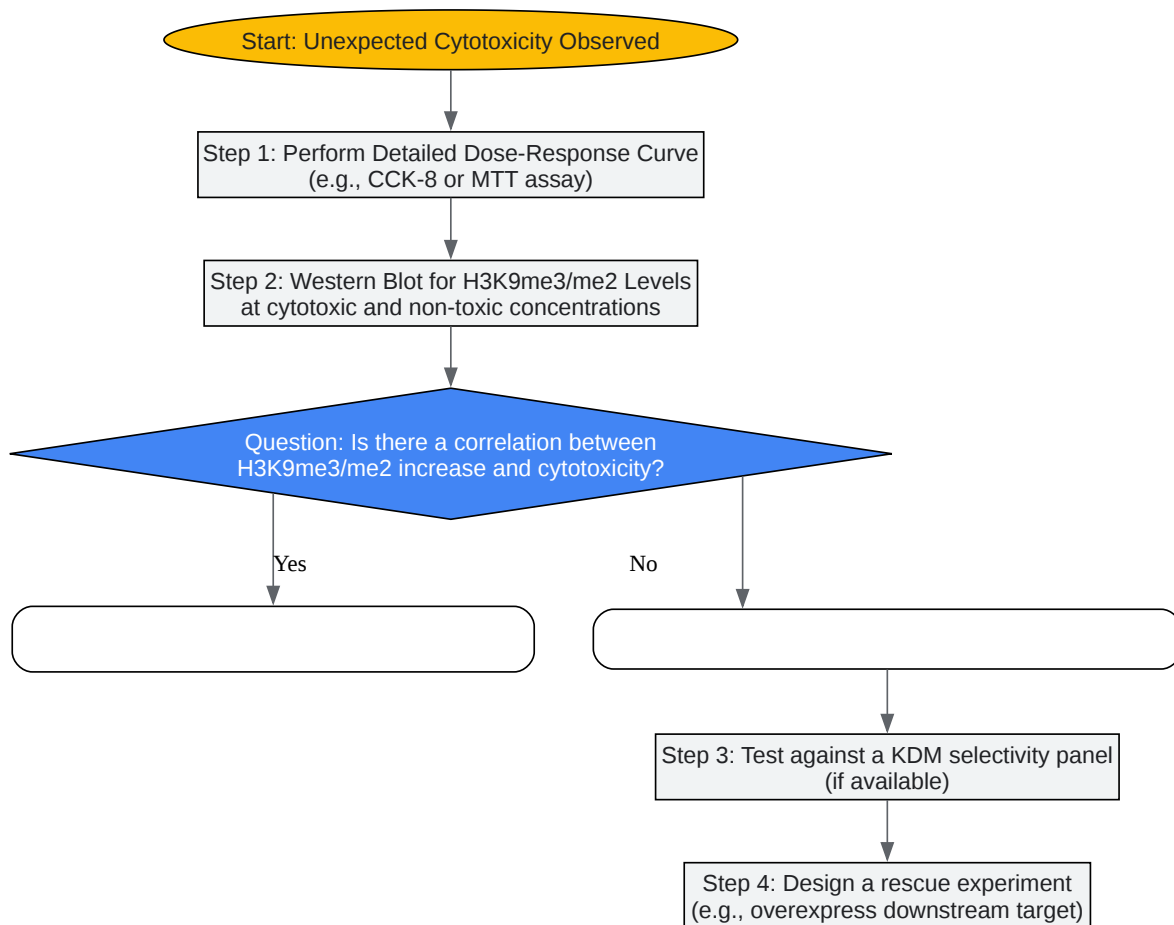 Start: Unexpected Cytotoxicity Observed
Step 1: Perform Detailed Dose-Response Curve
(e.g., CCK-8 or MTT assay)
Step 2: Western Blot for H3K9me3/me2 Levels
at cytotoxic and non-toxic concentrations
Question: Is there a correlation between
H3K9me3/me2 increase and cytotoxicity?
Yes
No
Step 3: Test against a KDM selectivity panel
(if available)
Step 4: Design a rescue experiment
(e.g., overexpress downstream target)